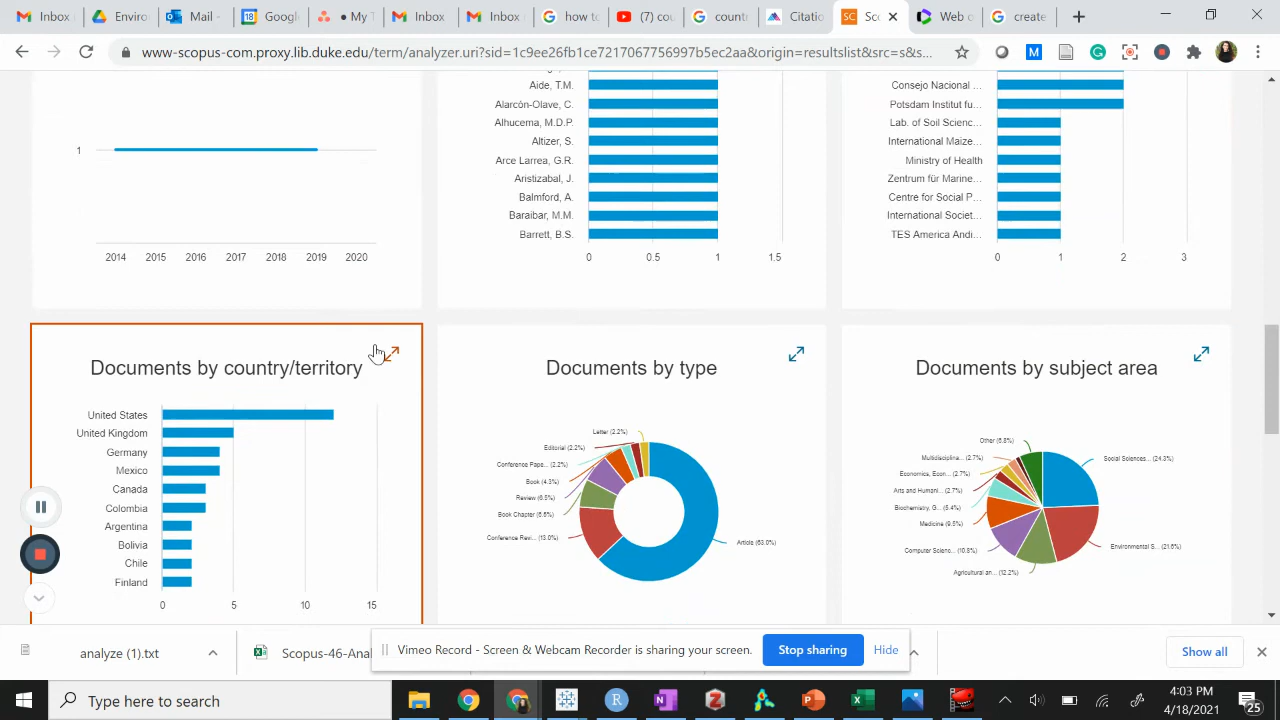 Inbox
Enviro
Mail -
Google
● My T
Inbox
Inbox
how to
(7) cou
countr
Citatio
Sco
Web o
create
www-scopus-com.proxy.lib.duke.edu/term/analyzer.uri?sid=1c9ee26fb1ce7217067756997b5ec2aa&origin=resultslist&src=s&s...
1
2014 2015 2016 2017 2018 2019 2020
Aide, T.M.
Alarcón-Olave, C.
Alhucema, M.D.P.
Altizer, S.
Arce Larrea, G.R.
Aristizabal, J.
Balmford, A.
Baraibar, M.M.
Barrett, B.S.
0 0.5 1 1.5
Consejo Nacional ...
Potsdam Institut fu...
Lab. of Soil Scienc...
International Maize...
Ministry of Health
Zentrum für Marine...
Centre for Social P...
International Societ...
TES America Andi...
0 1 2 3
Documents by country/territory
United States
United Kingdom
Germany
Mexico
Canada
Colombia
Argentina
Bolivia
Chile
Finland
0 5 10 15
Documents by type
Letter (2.2%)
Editorial (2.2%)
Conference Pape... (2.2%)
Book (4.3%)
Review (6.5%)
Book Chapter (6.5%)
Conference Revi... (13.0%)
Article (63.0%)
Documents by subject area
Other (6.8%)
Multidisciplina... (2.7%)
Economics, Econ... (2.7%)
Arts and Humani... (2.7%)
Biochemistry, G... (5.4%)
Medicine (9.5%)
Computer Scienc... (10.8%)
Agricultural an... (12.2%)
Social Sciences... (24.3%)
Environmental S... (21.6%)
analyze (1).txt
Scopus-46-Anal
Vimeo Record - Screen & Webcam Recorder is sharing your screen.
Stop sharing
Hide
Show all
Type here to search
4:03 PM
4/18/2021
25